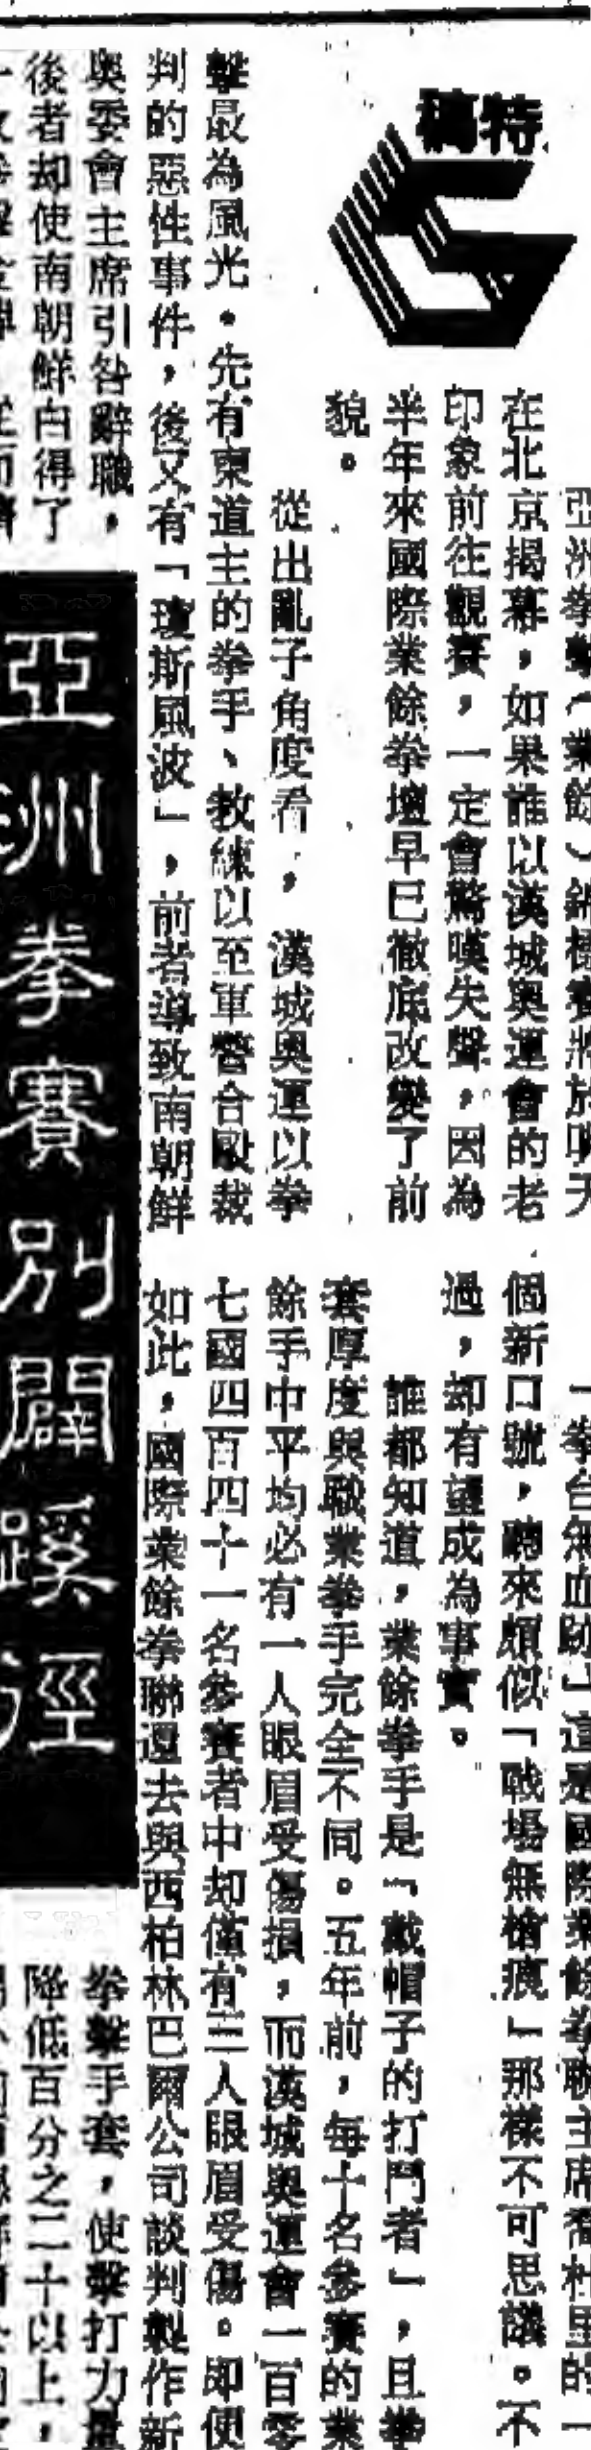 特稿
亞洲拳擊（業餘）錦標賽將於明天
在北京揭幕，如果誰以漢城奧運會的老
印象前往觀賽，一定會驚嘆失聲，因為
半年來國際業餘拳壇早已徹底改變了前
貌。
從出亂子角度看，漢城奧運以拳
擊最為風光。先有東道主的拳手、教練以至軍警合毆裁
判的惡性事件，後又有「瓊斯風波」，前者導致南朝鮮
奧委會主席引咎辭職，
後者却使南朝鮮白得了
亞洲拳賽別闢蹊徑
「拳台無血跡」這是國際業餘拳聯主席喬杜里的一
個新口號，聽來頗似「戰場無槍痕」那樣不可思議。不
過，却有望成為事實。
誰都知道，業餘拳手是「戴帽子的打鬥者」，且拳
套厚度與職業拳手完全不同。五年前，每十名參賽的業
餘手中平均必有一人眼眉受傷損，而漢城奧運會一百零
七國四百四十一名參賽者中却僅有三人眼眉受傷。即便
如此，國際業餘拳聯還去與西柏林巴爾公司談判製作新
拳擊手套，使擊打力量
降低百分之二十以上，